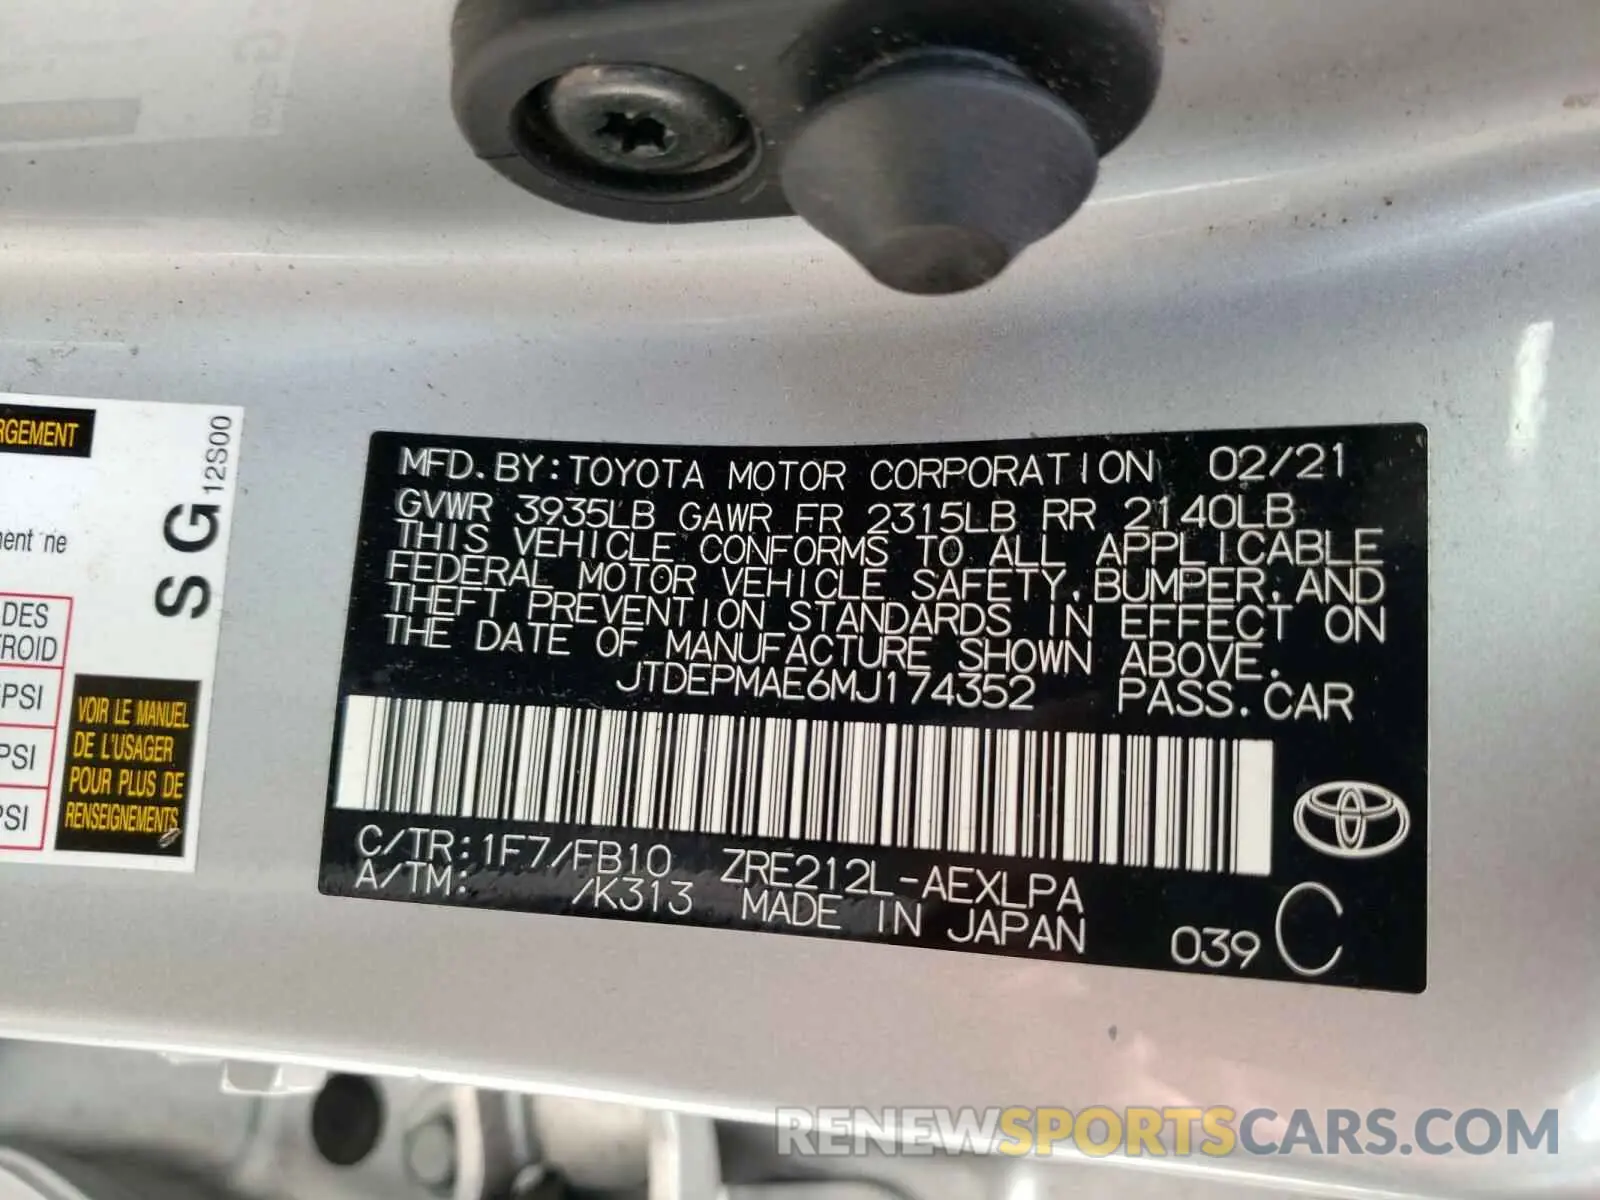 RGEMENT
ment ne
SG12S00
DES
ROID
PSI
PSI
PSI
VOIR LE MANUEL
DE L'USAGER
POUR PLUS DE
RENSEIGNEMENTS
MFD.BY:TOYOTA MOTOR CORPORATION 02/21
GVWR 3935LB GAWR FR 2315LB RR 2140LB
THIS VEHICLE CONFORMS TO ALL APPLICABLE
FEDERAL MOTOR VEHICLE SAFETY,BUMPER,AND
THEFT PREVENTION STANDARDS IN EFFECT ON
THE DATE OF MANUFACTURE SHOWN ABOVE.
JTDEPMAE6MJ174352 PASS.CAR
C/TR:1F7/FB10 ZRE212L-AEXLPA
A/TM: /K313 MADE IN JAPAN
039 C
RENEWSPORTSCARS.COM